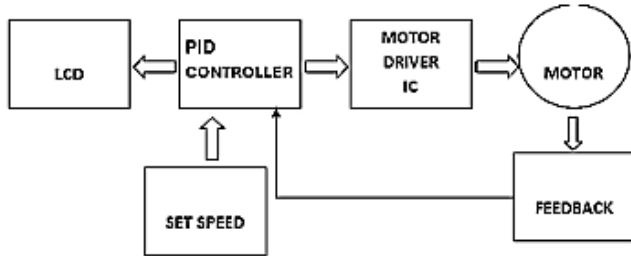 LCD
PID
CONTROLLER
MOTOR
DRIVER
IC
MOTOR
SET SPEED
FEEDBACK